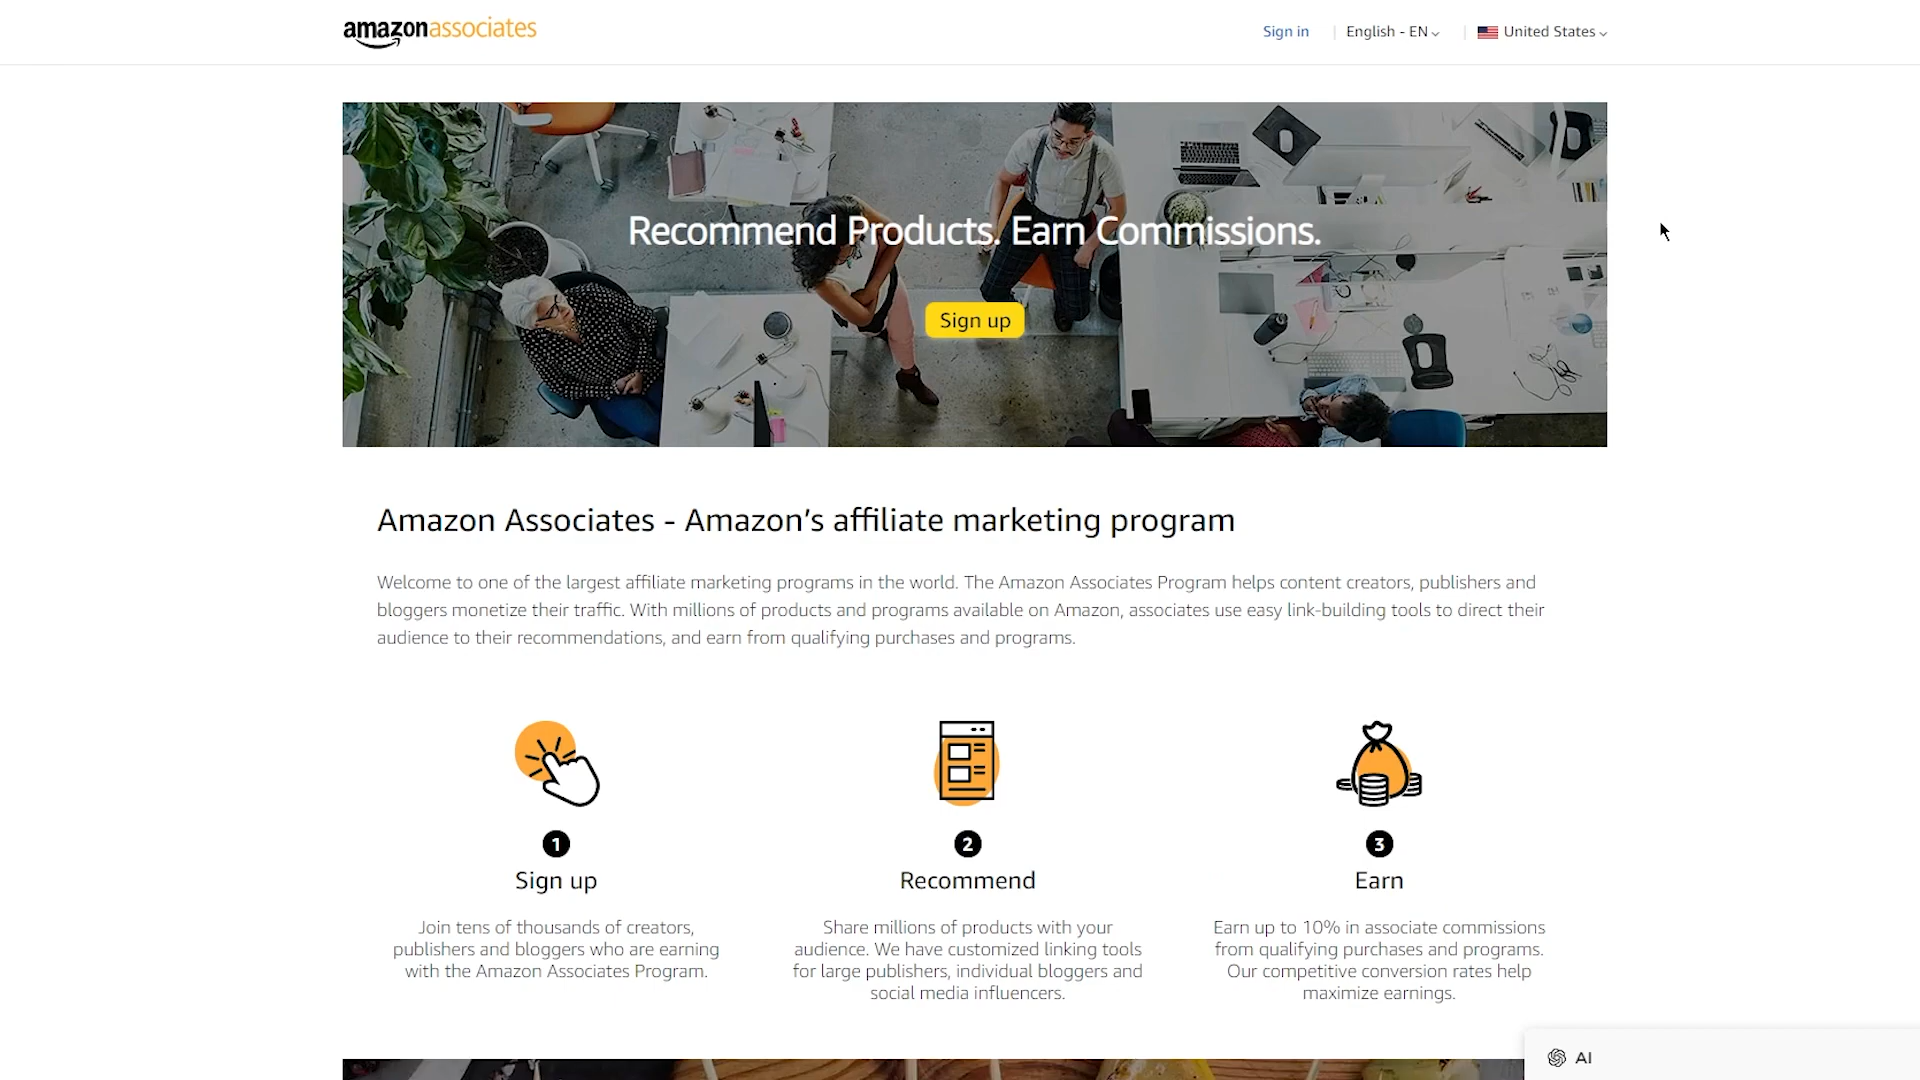 amazonassociates
Sign in
English - EN
United States
Recommend Products. Earn Commissions.
Sign up
Amazon Associates - Amazon's affiliate marketing program
Welcome to one of the largest affiliate marketing programs in the world. The Amazon Associates Program helps content creators, publishers and
bloggers monetize their traffic. With millions of products and programs available on Amazon, associates use easy link-building tools to direct their
audience to their recommendations, and earn from qualifying purchases and programs.
1
Sign up
Join tens of thousands of creators,
publishers and bloggers who are earning
with the Amazon Associates Program.
2
Recommend
Share millions of products with your
audience. We have customized linking tools
for large publishers, individual bloggers and
social media influencers.
3
Earn
Earn up to 10% in associate commissions
from qualifying purchases and programs.
Our competitive conversion rates help
maximize earnings.
AI